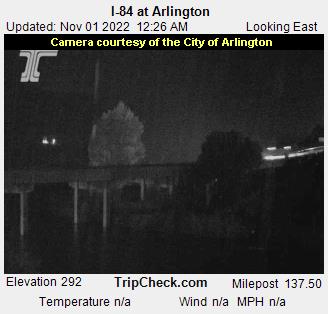 I-84 at Arlington
Updated: Nov 01 2022 12:26 AM Looking East
Camera courtesy of the City of Arlington
Elevation 292 TripCheck.com Milepost 137.50
Temperature n/a Wind n/a MPH n/a